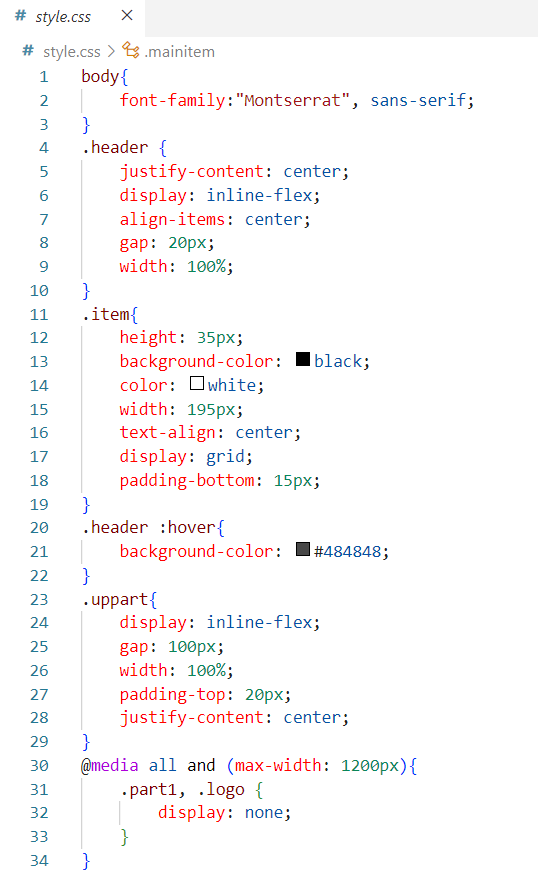 # style.css ×
# style.css > .mainitem
1 body{
2 font-family:"Montserrat", sans-serif;
3 }
4 .header {
5 justify-content: center;
6 display: inline-flex;
7 align-items: center;
8 gap: 20px;
9 width: 100%;
10 }
11 .item{
12 height: 35px;
13 background-color: black;
14 color: white;
15 width: 195px;
16 text-align: center;
17 display: grid;
18 padding-bottom: 15px;
19 }
20 .header :hover{
21 background-color: #484848;
22 }
23 .uppart{
24 display: inline-flex;
25 gap: 100px;
26 width: 100%;
27 padding-top: 20px;
28 justify-content: center;
29 }
30 @media all and (max-width: 1200px){
31 .part1, .logo {
32 display: none;
33 }
34 }